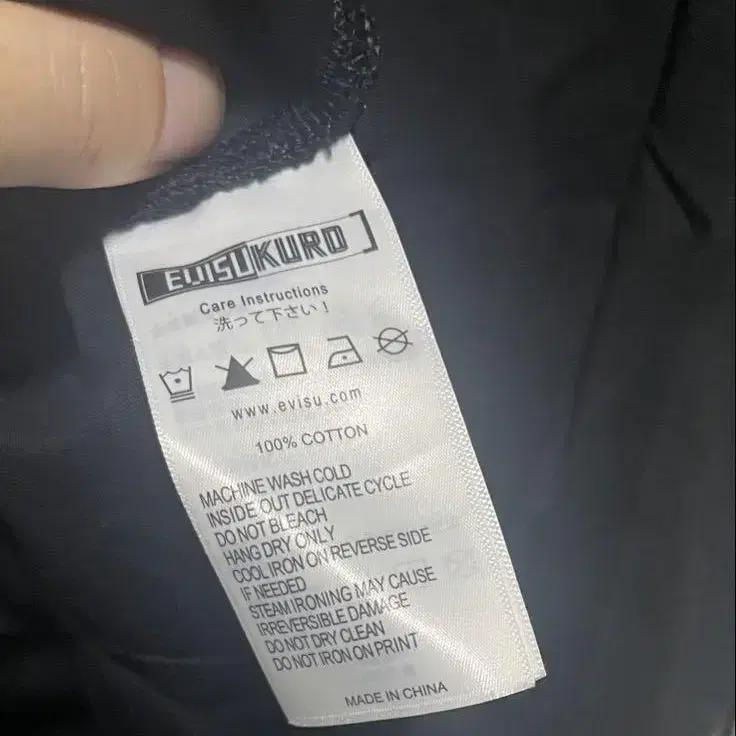 EVISUKURO
Care Instructions
洗って下さい！
www.evisu.com
100% COTTON
MACHINE WASH COLD
INSIDE OUT DELICATE CYCLE
DO NOT BLEACH
HANG DRY ONLY
COOL IRON ON REVERSE SIDE
IF NEEDED
STEAM IRONING MAY CAUSE
IRREVERSIBLE DAMAGE
DO NOT DRY CLEAN
DO NOT IRON ON PRINT
MADE IN CHINA